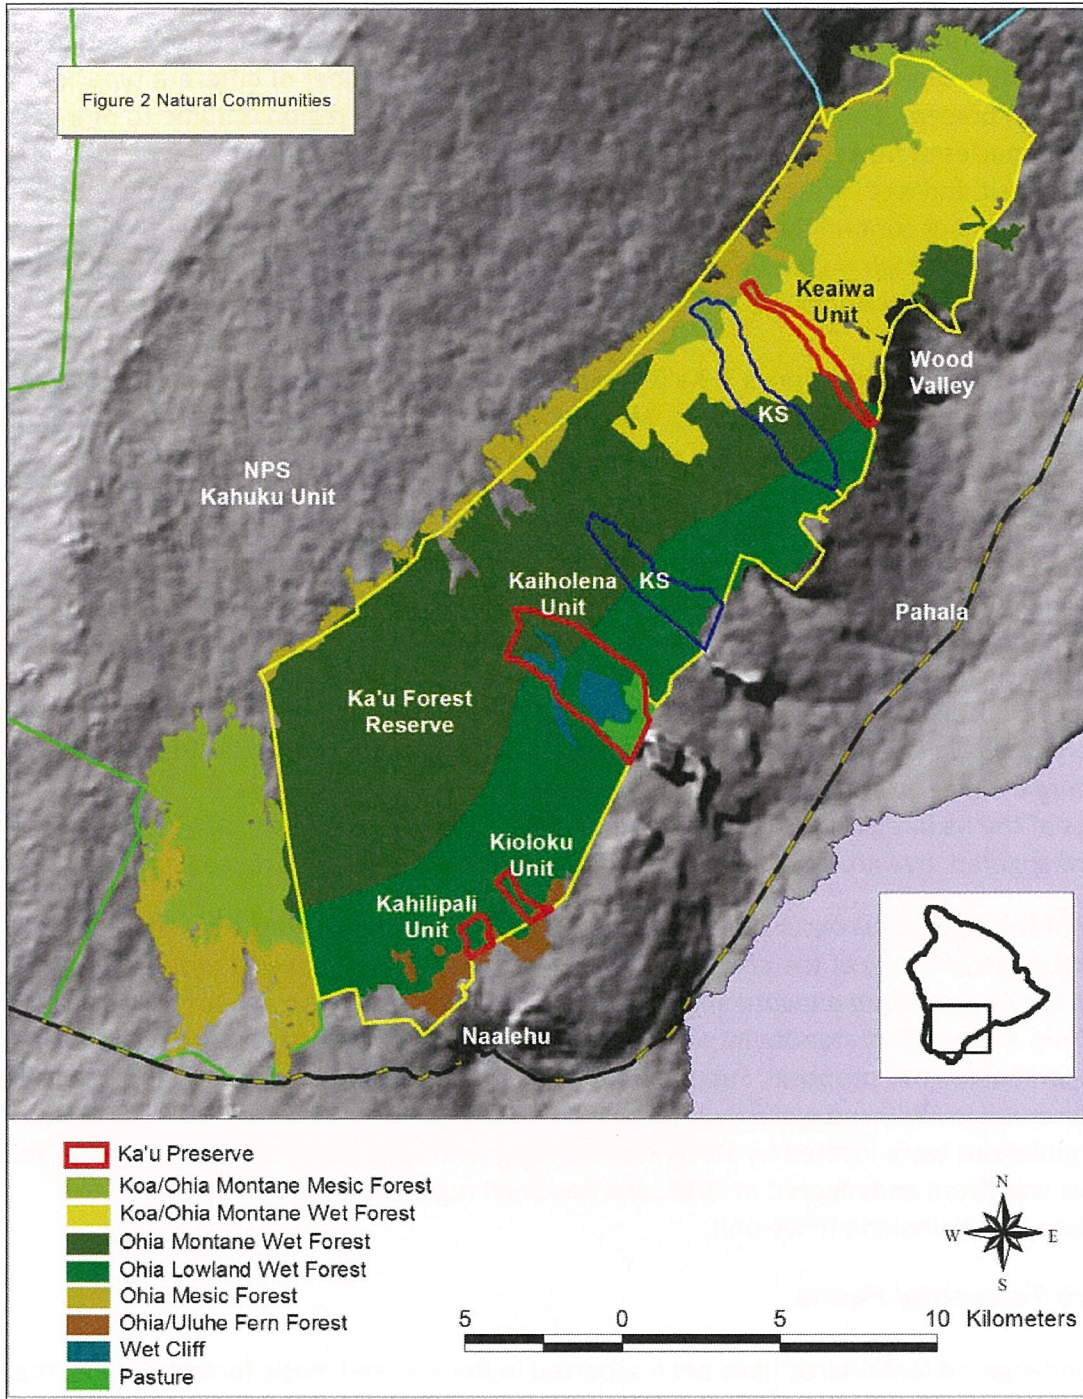 Figure 2 Natural Communities
Keaiwa
Unit
Wood
Valley
KS
NPS
Kahuku Unit
Kaiholena
Unit
KS
Pahala
Ka'u Forest
Reserve
Kioloku
Unit
Kahilipali
Unit
Naalehu
Ka'u Preserve
Koa/Ohia Montane Mesic Forest
Koa/Ohia Montane Wet Forest
Ohia Montane Wet Forest
Ohia Lowland Wet Forest
Ohia Mesic Forest
Ohia/Uluhe Fern Forest
Wet Cliff
Pasture
N
W E
S
5 0 5 10 Kilometers